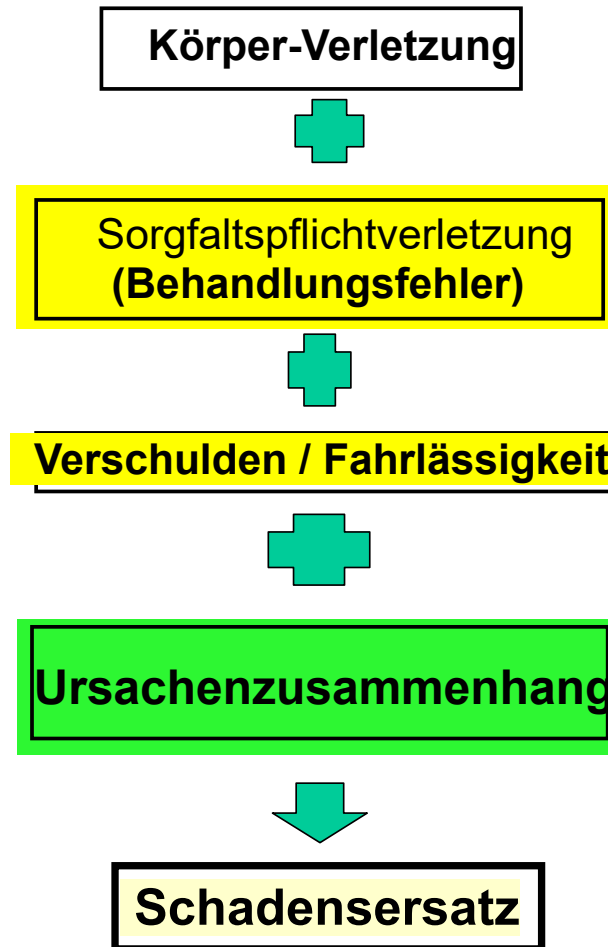 Körper-Verletzung
Sorgfaltspflichtverletzung
(Behandlungsfehler)
Verschulden / Fahrlässigkeit
Ursachenzusammenhang
Schadensersatz